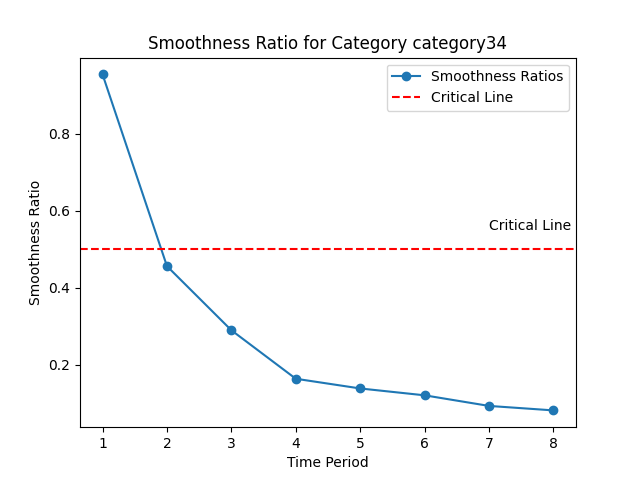 Smoothness Ratio for Category category34
Smoothness Ratios
Critical Line
Critical Line
Smoothness Ratio
0.8
0.6
0.4
0.2
1 2 3 4 5 6 7 8
Time Period